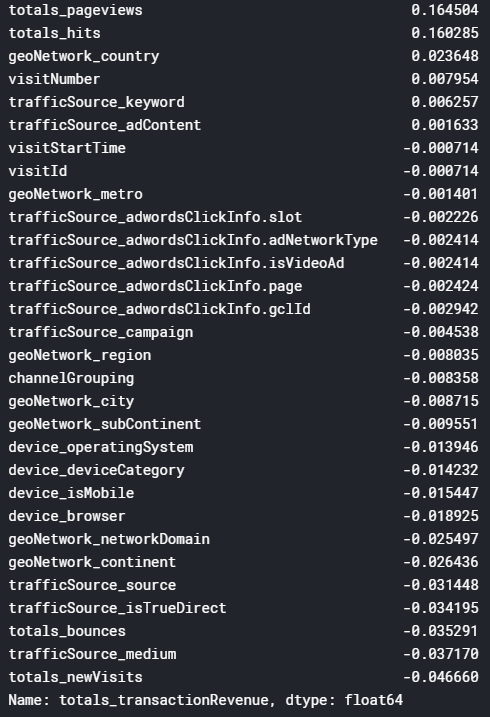 totals_pageviews 0.164504
totals_hits 0.160285
geoNetwork_country 0.023648
visitNumber 0.007954
trafficSource_keyword 0.006257
trafficSource_adContent 0.001633
visitStartTime -0.000714
visitId -0.000714
geoNetwork_metro -0.001401
trafficSource_adwordsClickInfo.slot -0.002226
trafficSource_adwordsClickInfo.adNetworkType -0.002414
trafficSource_adwordsClickInfo.isVideoAd -0.002414
trafficSource_adwordsClickInfo.page -0.002424
trafficSource_adwordsClickInfo.gclId -0.002942
trafficSource_campaign -0.004538
geoNetwork_region -0.008035
channelGrouping -0.008358
geoNetwork_city -0.008715
geoNetwork_subContinent -0.009551
device_operatingSystem -0.013946
device_deviceCategory -0.014232
device_isMobile -0.015447
device_browser -0.018925
geoNetwork_networkDomain -0.025497
geoNetwork_continent -0.026436
trafficSource_source -0.031448
trafficSource_isTrueDirect -0.034195
totals_bounces -0.035291
trafficSource_medium -0.037170
totals_newVisits -0.046660
Name: totals_transactionRevenue, dtype: float64